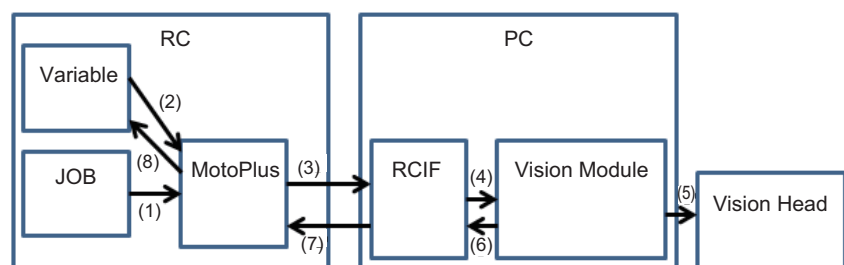 RC
PC
Variable
(2)
(8)
JOB
(1)
MotoPlus
(3)
(7)
RCIF
(4)
(6)
Vision Module
(5)
Vision Head